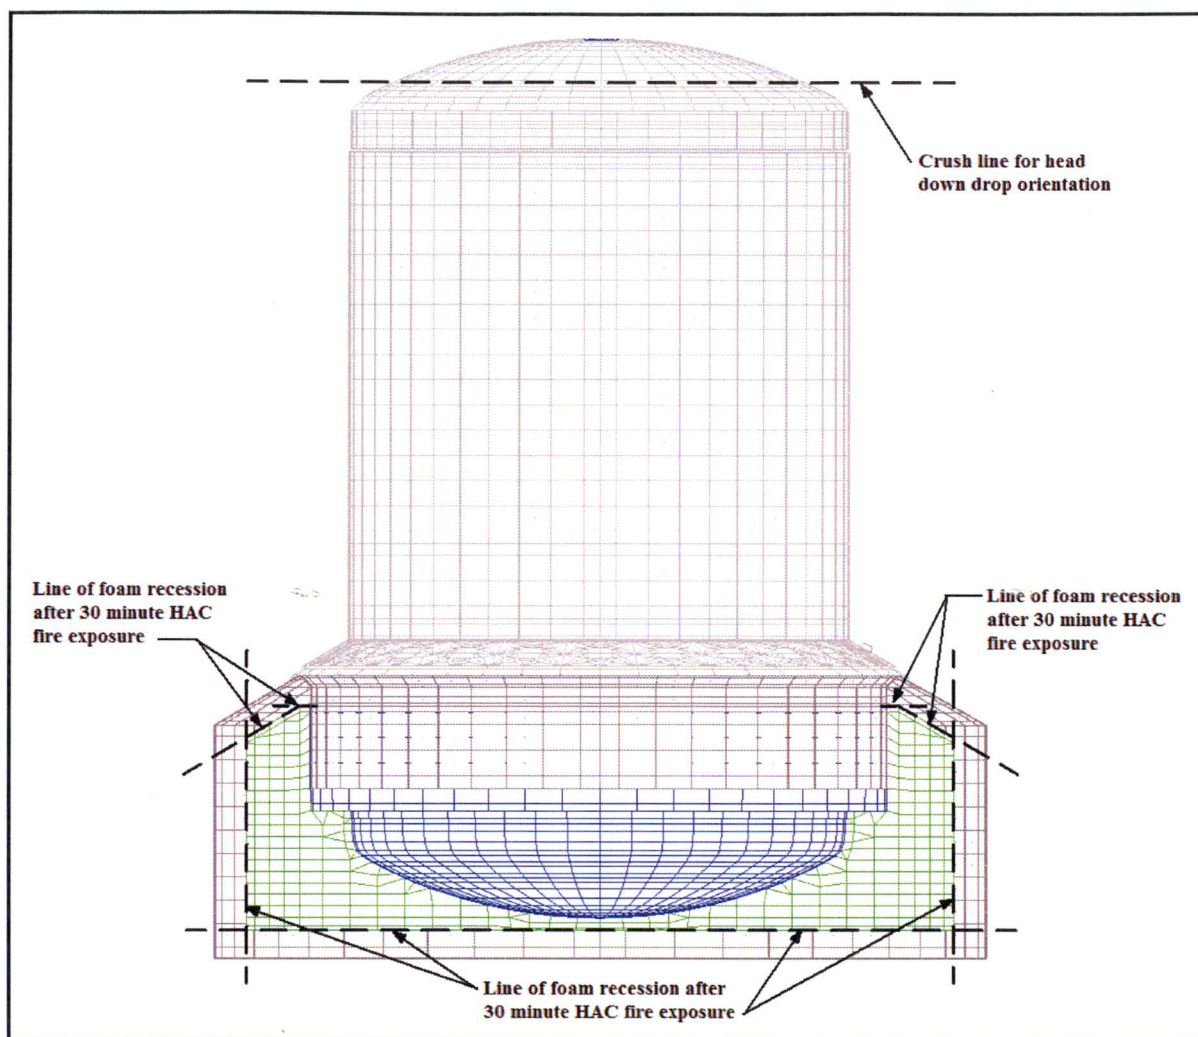 Crush line for head
down drop orientation
Line of foam recession
after 30 minute HAC
fire exposure
Line of foam recession
after 30 minute HAC
fire exposure
Line of foam recession after
30 minute HAC fire exposure